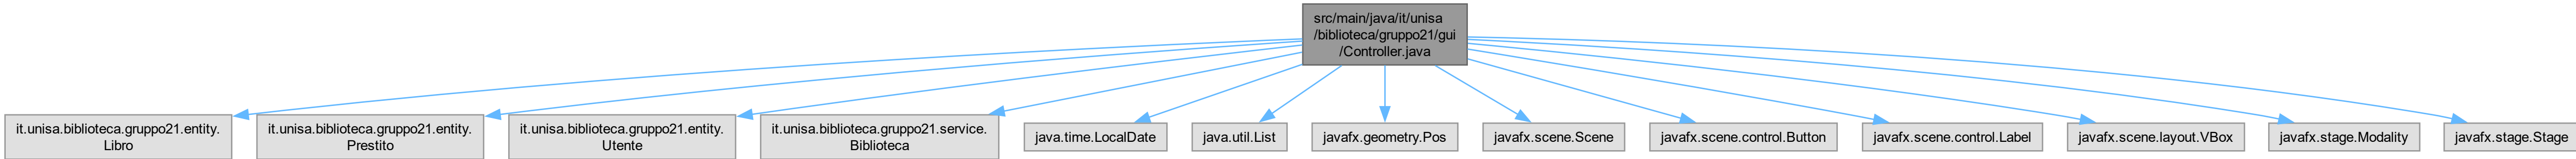 src/main/java/it/unisa
/biblioteca/gruppo21/gui
/Controller.java
it.unisa.biblioteca.gruppo21.entity.
Libro
it.unisa.biblioteca.gruppo21.entity.
Prestito
it.unisa.biblioteca.gruppo21.entity.
Utente
it.unisa.biblioteca.gruppo21.service.
Biblioteca
java.time.LocalDate
java.util.List
javafx.geometry.Pos
javafx.scene.Scene
javafx.scene.control.Button
javafx.scene.control.Label
javafx.scene.layout.VBox
javafx.stage.Modality
javafx.stage.Stage